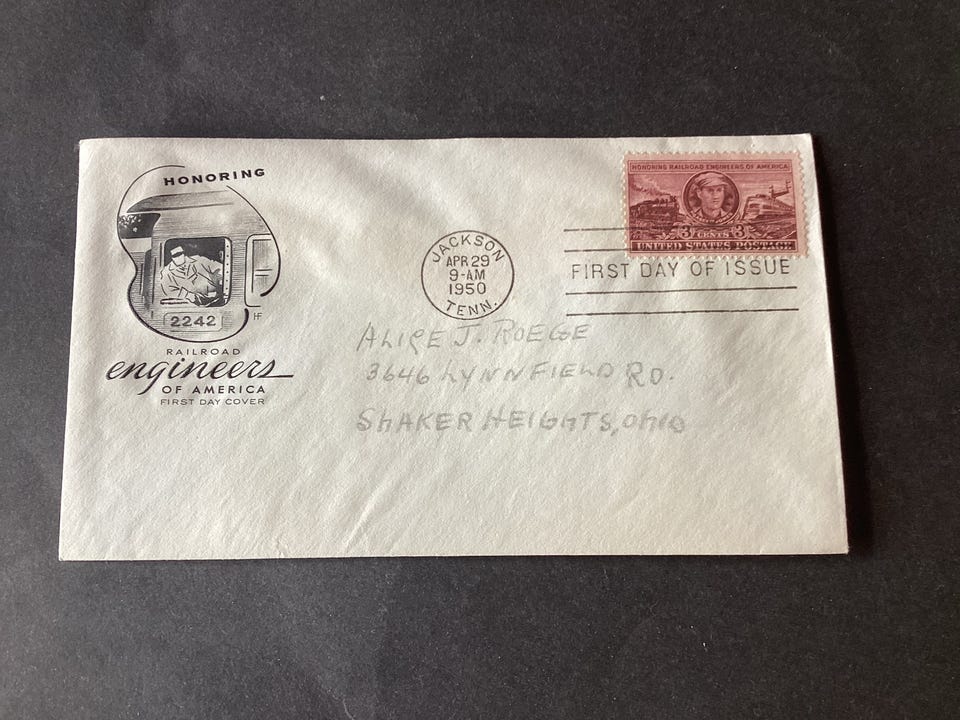 HONORING
2242
HF
RAILROAD
engineers
OF AMERICA
FIRST DAY COVER
JACKSON
APR 29
9-AM
1950
TENN.
HONORING RAILROAD ENGINEERS OF AMERICA
3¢ CENTS 3¢
UNITED STATES POSTAGE
FIRST DAY OF ISSUE
ALICE J. ROEGE
3646 LYNNFIELD RD.
SHAKER HEIGHTS, OHIO